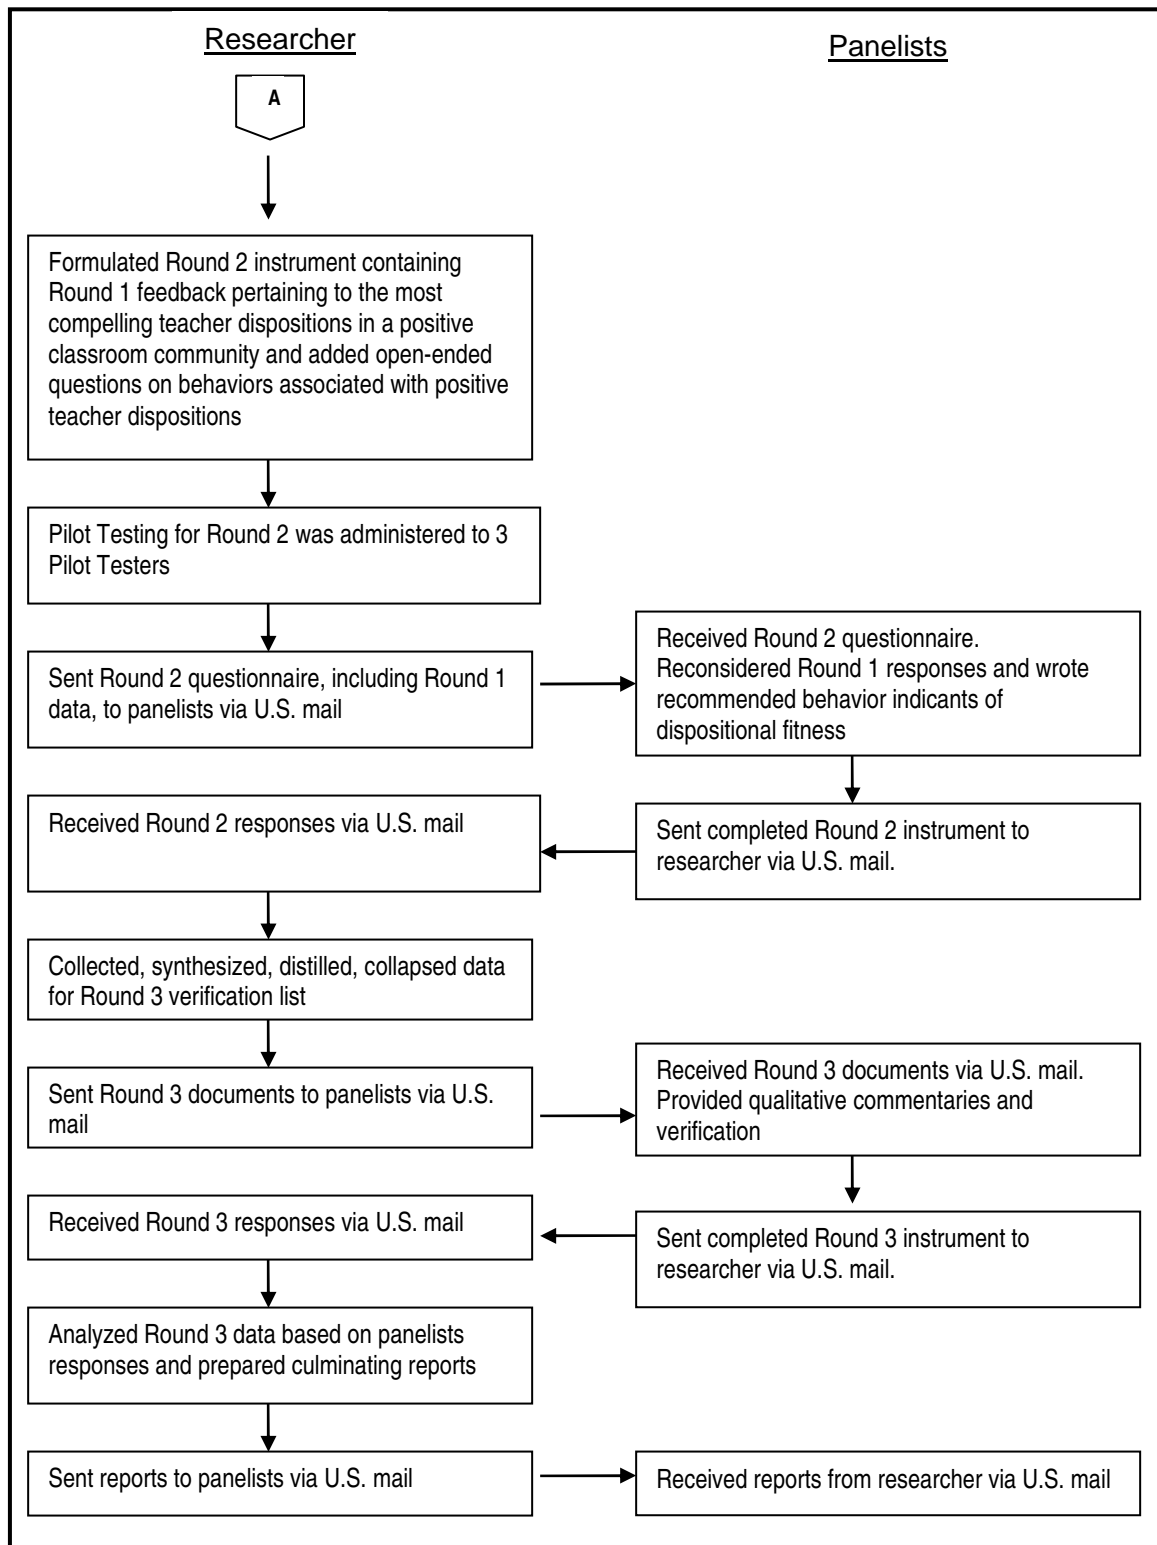 Researcher
Panelists
A
Formulated Round 2 instrument containing
Round 1 feedback pertaining to the most
compelling teacher dispositions in a positive
classroom community and added open-ended
questions on behaviors associated with positive
teacher dispositions
Pilot Testing for Round 2 was administered to 3
Pilot Testers
Sent Round 2 questionnaire, including Round 1
data, to panelists via U.S. mail
Received Round 2 questionnaire.
Reconsidered Round 1 responses and wrote
recommended behavior indicants of
dispositional fitness
Sent completed Round 2 instrument to
researcher via U.S. mail.
Received Round 2 responses via U.S. mail
Collected, synthesized, distilled, collapsed data
for Round 3 verification list
Sent Round 3 documents to panelists via U.S.
mail
Received Round 3 documents via U.S. mail.
Provided qualitative commentaries and
verification
Sent completed Round 3 instrument to
researcher via U.S. mail.
Received Round 3 responses via U.S. mail
Analyzed Round 3 data based on panelists
responses and prepared culminating reports
Sent reports to panelists via U.S. mail
Received reports from researcher via U.S. mail